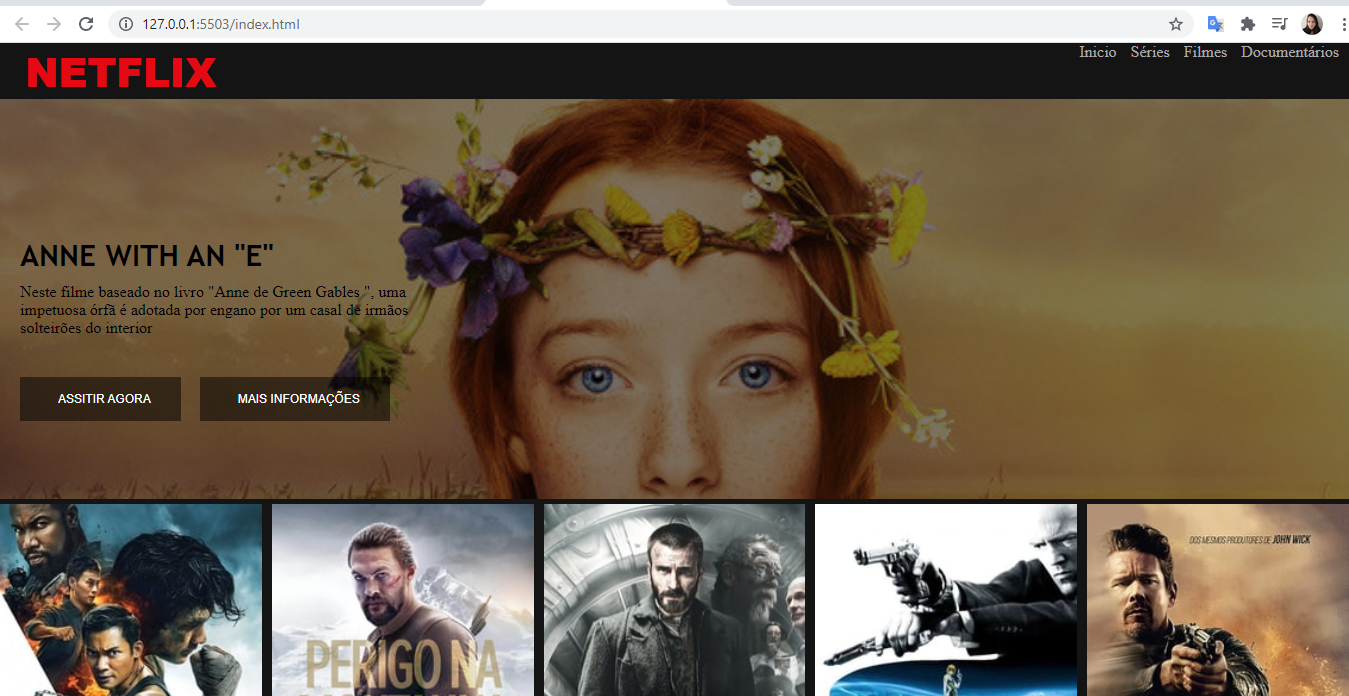 127.0.0.1:5503/index.html
NETFLIX
Inicio Séries Filmes Documentários
ANNE WITH AN "E"
Neste filme baseado no livro "Anne de Green Gables ", uma
impetuosa órfã é adotada por engano por um casal de irmãos
solteirões do interior
ASSITIR AGORA MAIS INFORMAÇÕES
DOS MESMOS PRODUTORES DE JOHN WICK
PERIGO NA